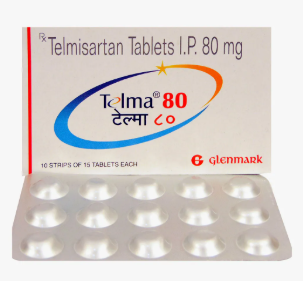 Rx Telmisartan Tablets I.P. 80 mg
Telma® 80
टेल्मा ८०
10 STRIPS OF 15 TABLETS EACH
G Glenmark